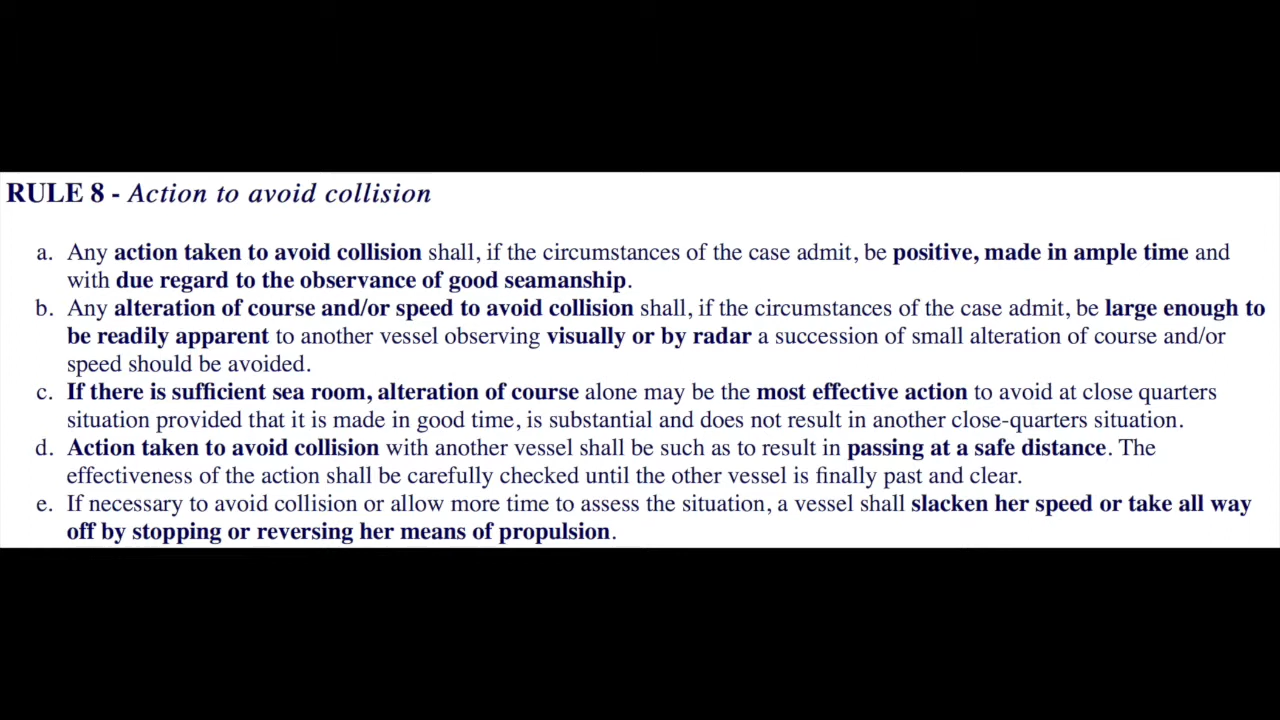 RULE 8 - Action to avoid collision
a. Any action taken to avoid collision shall, if the circumstances of the case admit, be positive, made in ample time and
with due regard to the observance of good seamanship.
b. Any alteration of course and/or speed to avoid collision shall, if the circumstances of the case admit, be large enough to
be readily apparent to another vessel observing visually or by radar a succession of small alteration of course and/or
speed should be avoided.
c. If there is sufficient sea room, alteration of course alone may be the most effective action to avoid at close quarters
situation provided that it is made in good time, is substantial and does not result in another close-quarters situation.
d. Action taken to avoid collision with another vessel shall be such as to result in passing at a safe distance. The
effectiveness of the action shall be carefully checked until the other vessel is finally past and clear.
e. If necessary to avoid collision or allow more time to assess the situation, a vessel shall slacken her speed or take all way
off by stopping or reversing her means of propulsion.